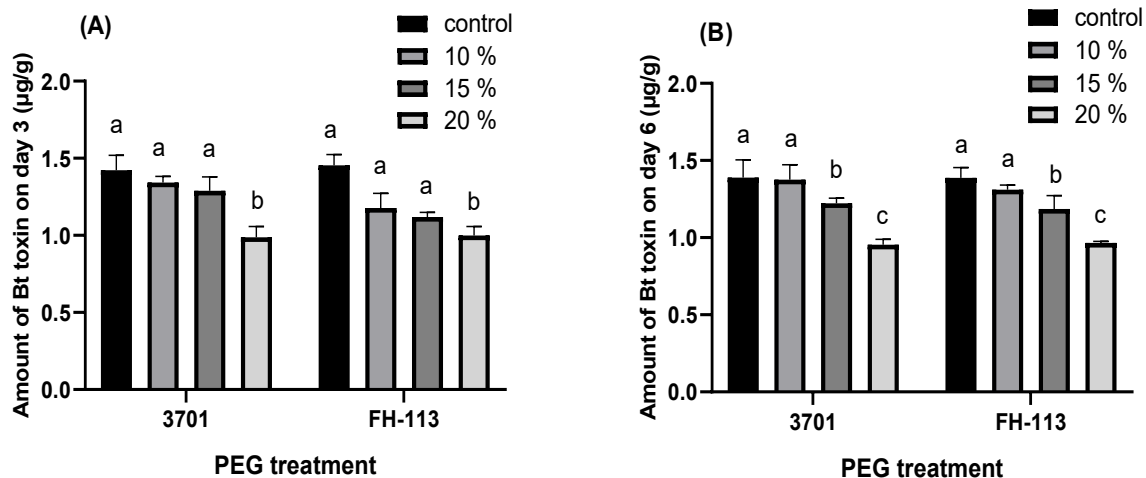 (A)
control
10 %
15 %
20 %
Amount of Bt toxin on day 3 (µg/g)
2.0
1.5
1.0
0.5
0.0
a
a
a
b
a
a
a
b
3701
FH-113
PEG treatment
(B)
control
10 %
15 %
20 %
Amount of Bt toxin on day 6 (µg/g)
2.0
1.5
1.0
0.5
0.0
a
a
b
c
a
a
b
c
3701
FH-113
PEG treatment